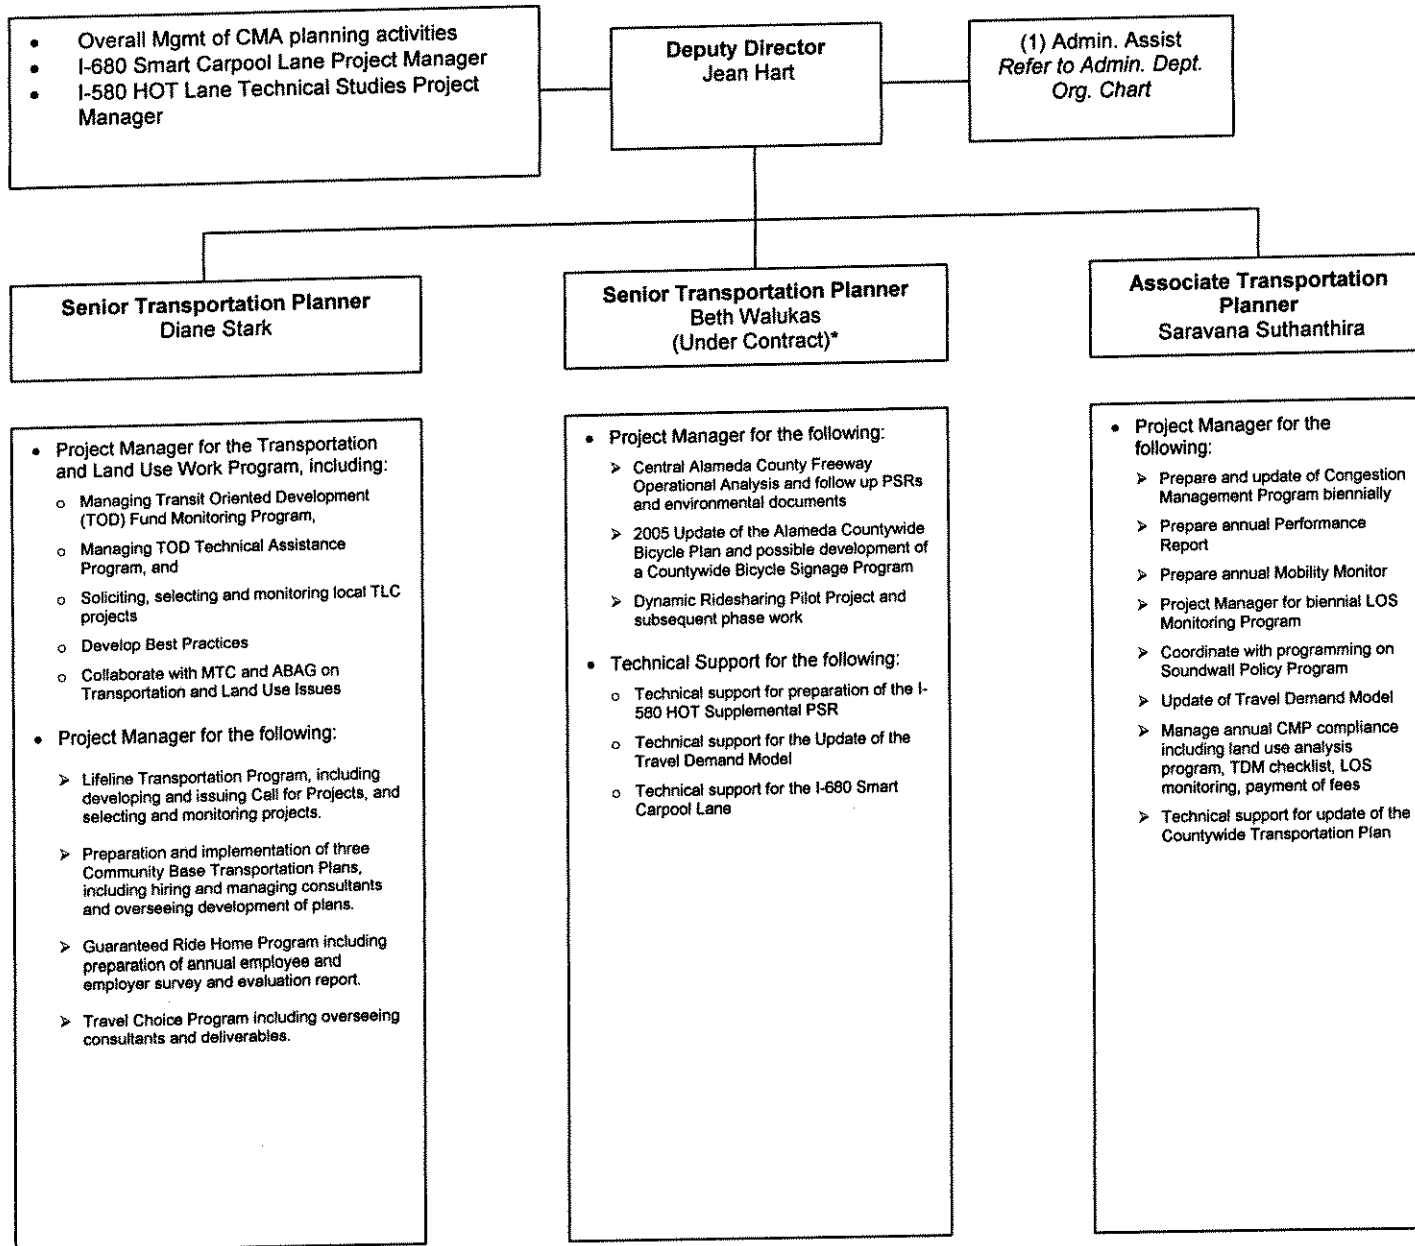 • Overall Mgmt of CMA planning activities
• I-680 Smart Carpool Lane Project Manager
• I-580 HOT Lane Technical Studies Project
Manager
Deputy Director
Jean Hart
(1) Admin. Assist
Refer to Admin. Dept.
Org. Chart
Senior Transportation Planner
Diane Stark
Senior Transportation Planner
Beth Walukas
(Under Contract)*
Associate Transportation
Planner
Saravana Suthanthira
• Project Manager for the Transportation
and Land Use Work Program, including:
o Managing Transit Oriented Development
(TOD) Fund Monitoring Program,
o Managing TOD Technical Assistance
Program, and
o Soliciting, selecting and monitoring local TLC
projects
o Develop Best Practices
o Collaborate with MTC and ABAG on
Transportation and Land Use Issues
• Project Manager for the following:
➢ Lifeline Transportation Program, including
developing and issuing Call for Projects, and
selecting and monitoring projects.
➢ Preparation and implementation of three
Community Base Transportation Plans,
including hiring and managing consultants
and overseeing development of plans.
➢ Guaranteed Ride Home Program including
preparation of annual employee and
employer survey and evaluation report.
➢ Travel Choice Program including overseeing
consultants and deliverables.
• Project Manager for the following:
➢ Central Alameda County Freeway
Operational Analysis and follow up PSRs
and environmental documents
➢ 2005 Update of the Alameda Countywide
Bicycle Plan and possible development of
a Countywide Bicycle Signage Program
➢ Dynamic Ridesharing Pilot Project and
subsequent phase work
• Technical Support for the following:
o Technical support for preparation of the I-
580 HOT Supplemental PSR
o Technical support for the Update of the
Travel Demand Model
o Technical support for the I-680 Smart
Carpool Lane
• Project Manager for the
following:
➢ Prepare and update of Congestion
Management Program biennially
➢ Prepare annual Performance
Report
➢ Prepare annual Mobility Monitor
➢ Project Manager for biennial LOS
Monitoring Program
➢ Coordinate with programming on
Soundwall Policy Program
➢ Update of Travel Demand Model
➢ Manage annual CMP compliance
including land use analysis
program, TDM checklist, LOS
monitoring, payment of fees
➢ Technical support for update of the
Countywide Transportation Plan